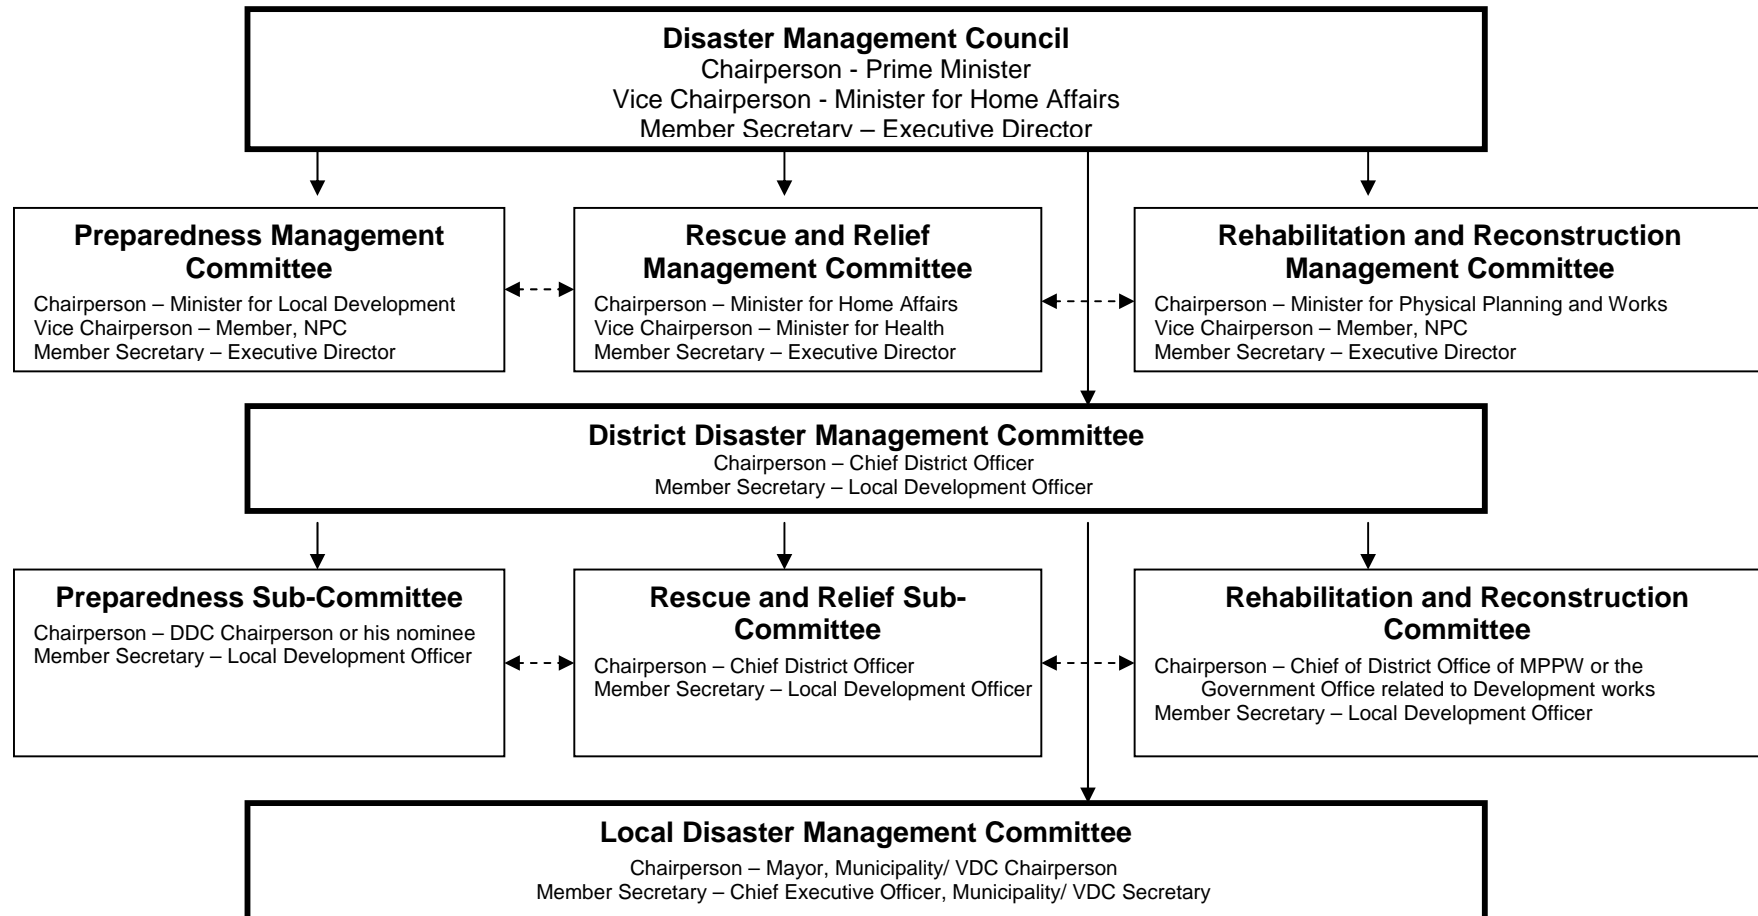 Disaster Management Council
Chairperson - Prime Minister
Vice Chairperson - Minister for Home Affairs
Member Secretary – Executive Director
Preparedness Management
Committee
Chairperson – Minister for Local Development
Vice Chairperson – Member, NPC
Member Secretary – Executive Director
Rescue and Relief
Management Committee
Chairperson – Minister for Home Affairs
Vice Chairperson – Minister for Health
Member Secretary – Executive Director
Rehabilitation and Reconstruction
Management Committee
Chairperson – Minister for Physical Planning and Works
Vice Chairperson – Member, NPC
Member Secretary – Executive Director
District Disaster Management Committee
Chairperson – Chief District Officer
Member Secretary – Local Development Officer
Preparedness Sub-Committee
Chairperson – DDC Chairperson or his nominee
Member Secretary – Local Development Officer
Rescue and Relief Sub-
Committee
Chairperson – Chief District Officer
Member Secretary – Local Development Officer
Rehabilitation and Reconstruction
Committee
Chairperson – Chief of District Office of MPPW or the
Government Office related to Development works
Member Secretary – Local Development Officer
Local Disaster Management Committee
Chairperson – Mayor, Municipality/ VDC Chairperson
Member Secretary – Chief Executive Officer, Municipality/ VDC Secretary